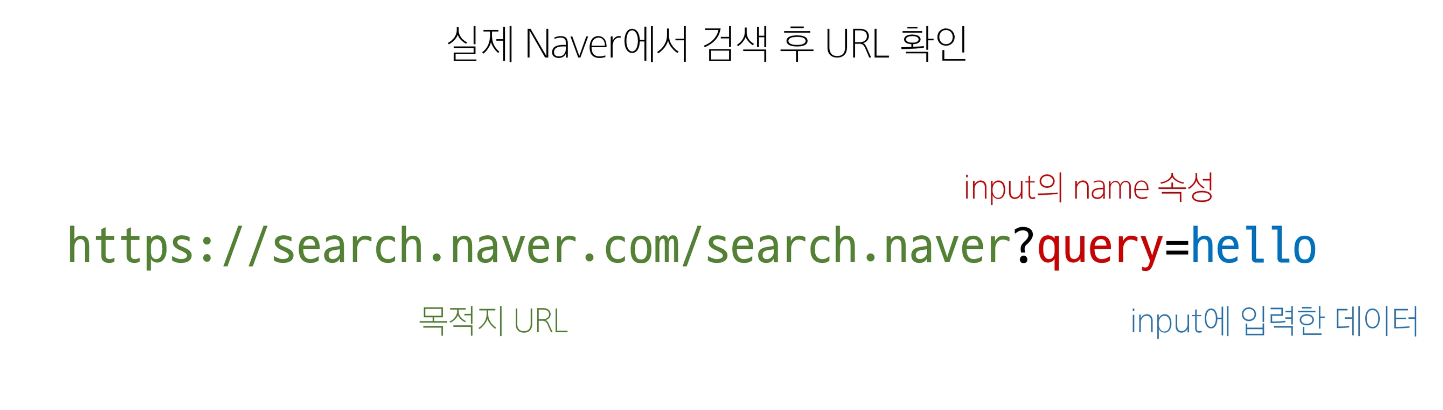 실제 Naver에서 검색 후 URL 확인
input의 name 속성
https://search.naver.com/search.naver?query=hello
목적지 URL
input에 입력한 데이터